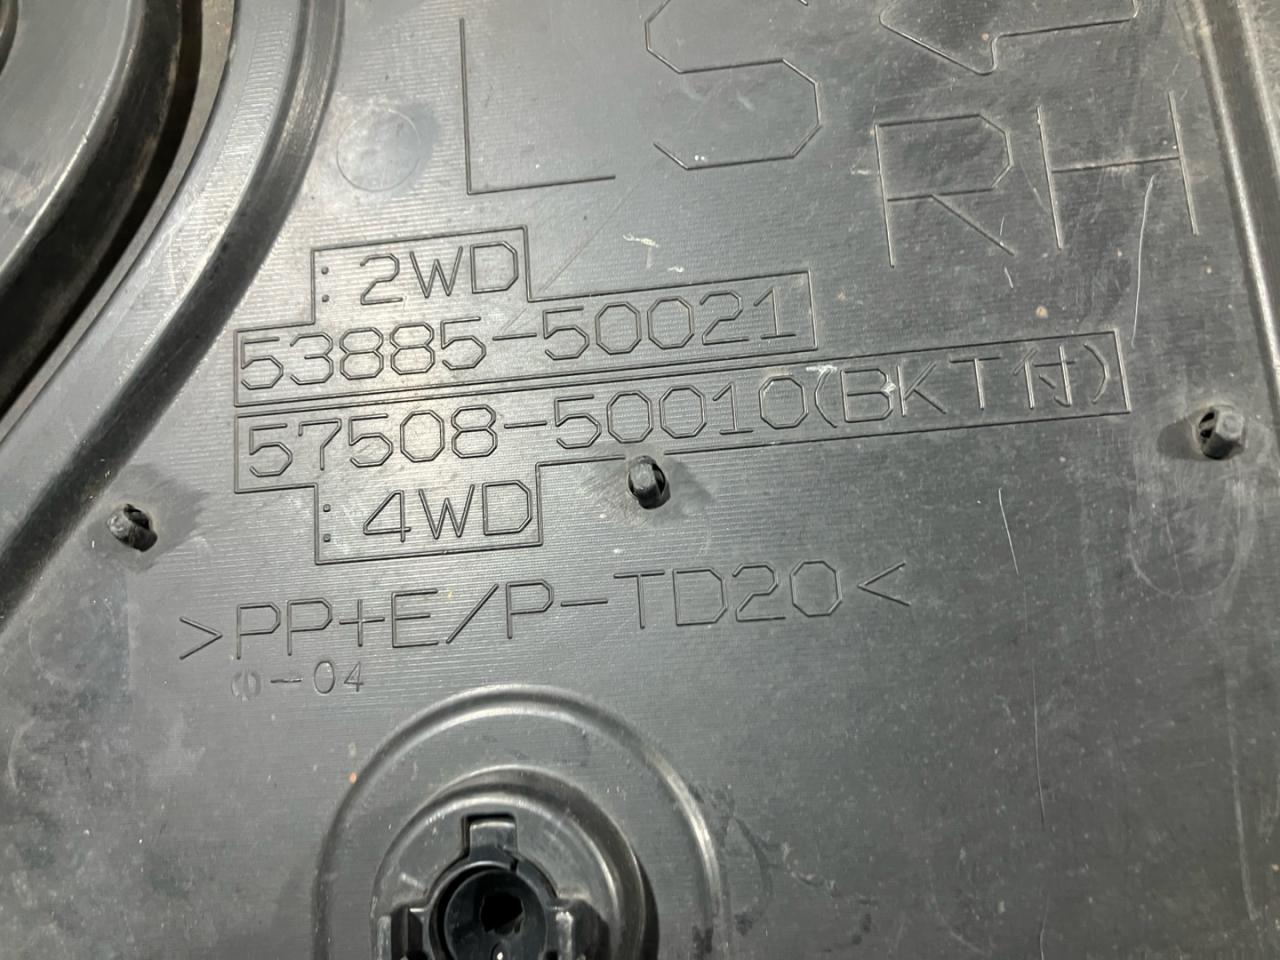 LS
RH
:2WD
53885-50021
57508-50010(BKT付)
:4WD
>PP+E/P-TD20<
-04